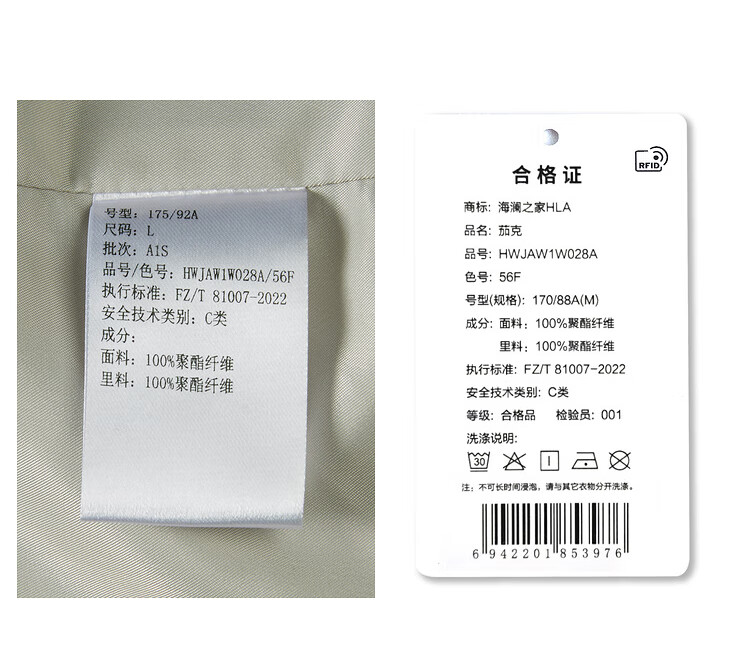 号型: 175/92A
尺码: L
批次: A1S
品号/色号: HWJAW1W028A/56F
执行标准: FZ/T 81007-2022
安全技术类别: C类
成分:
面料: 100%聚酯纤维
里料: 100%聚酯纤维
RFID
合格证
商标: 海澜之家HLA
品名: 茄克
品号: HWJAW1W028A
色号: 56F
号型(规格): 170/88A(M)
成分: 面料: 100%聚酯纤维
里料: 100%聚酯纤维
执行标准: FZ/T 81007-2022
安全技术类别: C类
等级: 合格品 检验员: 001
洗涤说明:
30
注: 不可长时间浸泡, 请与其它衣物分开洗涤.
6 942201 853976